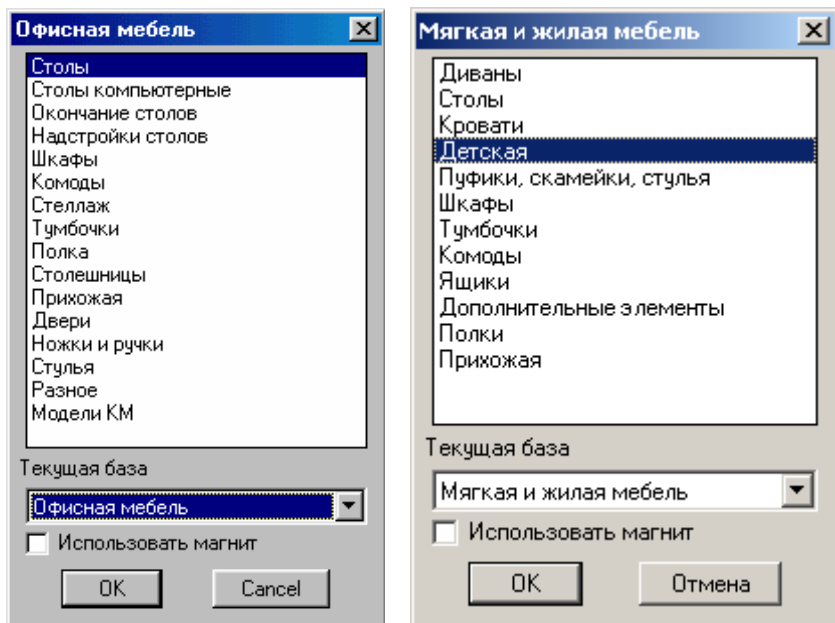 Офисная мебель
Столы
Столы компьютерные
Окончание столов
Надстройки столов
Шкафы
Комоды
Стеллаж
Тумбочки
Полка
Столешницы
Прихожая
Двери
Ножки и ручки
Стулья
Разное
Модели КМ
Текущая база
Офисная мебель
Использовать магнит
OK
Cancel
Мягкая и жилая мебель
Диваны
Столы
Кровати
Детская
Пуфики, скамейки, стулья
Шкафы
Тумбочки
Комоды
Ящики
Дополнительные элементы
Полки
Прихожая
Текущая база
Мягкая и жилая мебель
Использовать магнит
OK
Отмена